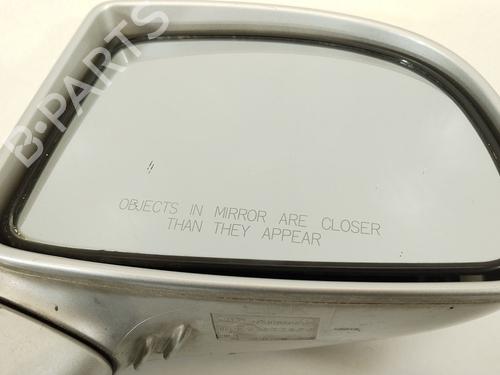 B-PARTS
OBJECTS IN MIRROR ARE CLOSER
THAN THEY APPEAR